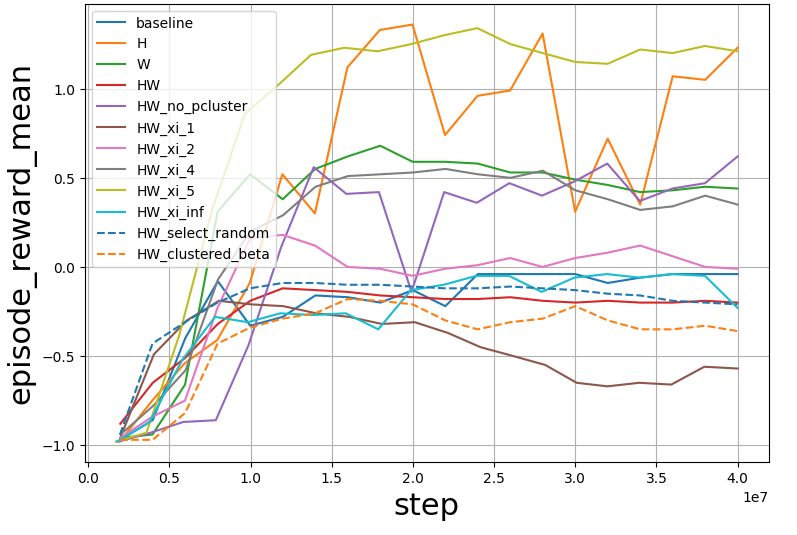 baseline
H
W
HW
HW_no_pcluster
HW_xi_1
HW_xi_2
HW_xi_4
HW_xi_5
HW_xi_inf
HW_select_random
HW_clustered_beta
episode_reward_mean
1.0
0.5
0.0
−0.5
−1.0
0.0 0.5 1.0 1.5 2.0 2.5 3.0 3.5 4.0
1e7
step